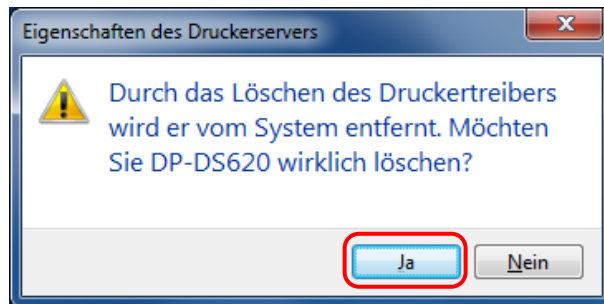 Eigenschaften des Druckerservers
Durch das Löschen des Druckertreibers
wird er vom System entfernt. Möchten
Sie DP-DS620 wirklich löschen?
Ja
Nein